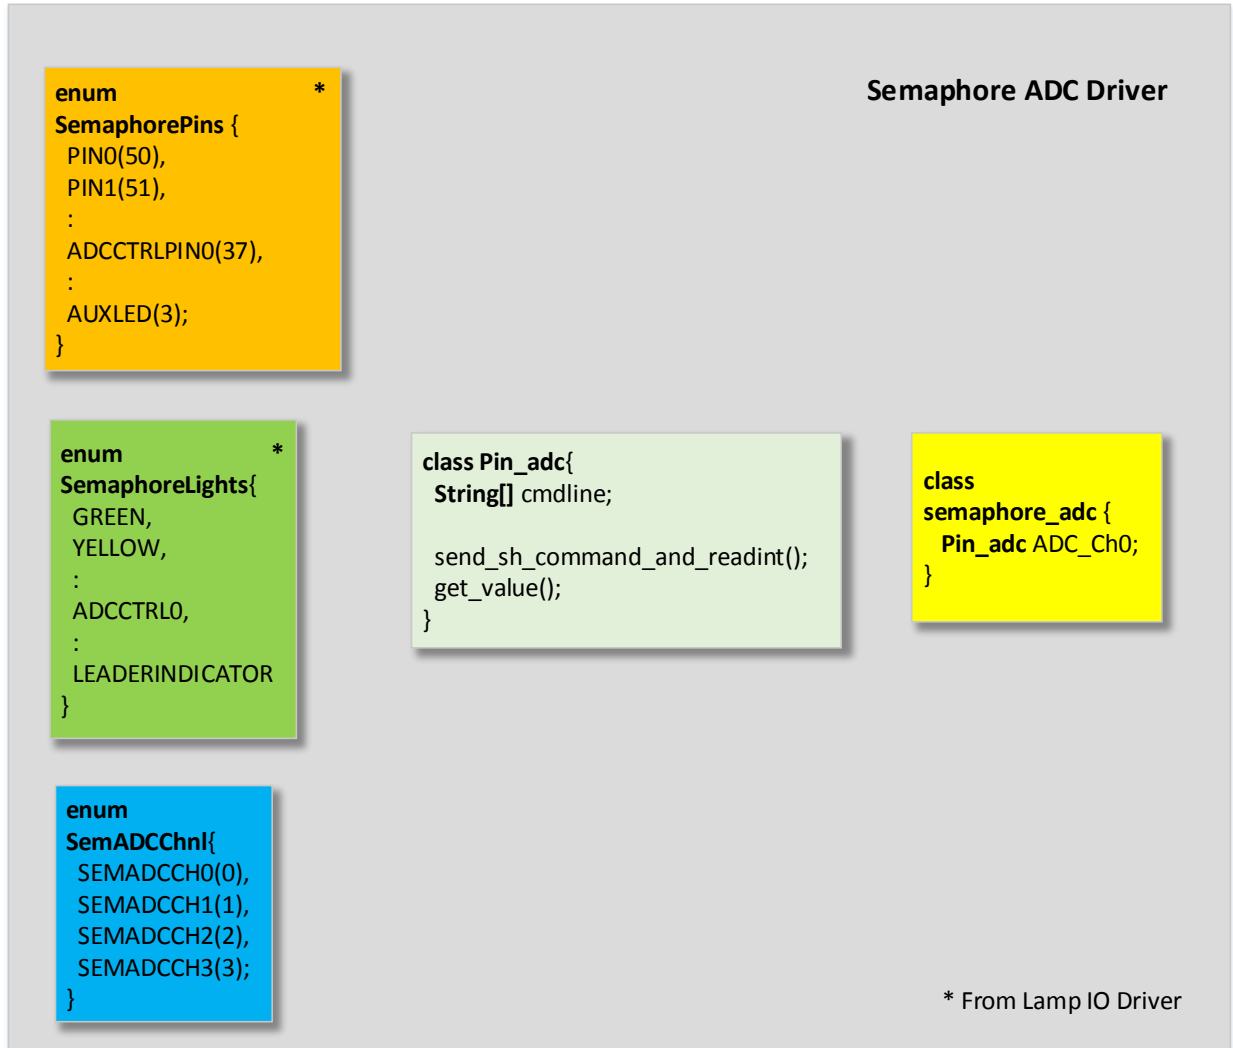 Semaphore ADC Driver
enum *
SemaphorePins {
PIN0(50),
PIN1(51),
:
ADCCTRLPIN0(37),
:
AUXLED(3);
}
enum *
SemaphoreLights{
GREEN,
YELLOW,
:
ADCCTRL0,
:
LEADERINDICATOR
}
class Pin_adc{
String[] cmdline;
send_sh_command_and_readint();
get_value();
}
class
semaphore_adc {
Pin_adc ADC_Ch0;
}
enum
SemADCChnl{
SEMADCCH0(0),
SEMADCCH1(1),
SEMADCCH2(2),
SEMADCCH3(3);
}
* From Lamp IO Driver